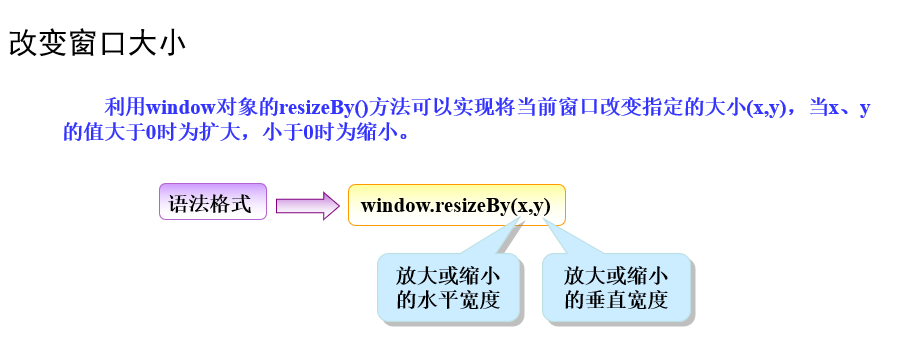 改变窗口大小
利用window对象的resizeBy()方法可以实现将当前窗口改变指定的大小(x,y)，当x、y
的值大于0时为扩大，小于0时为缩小。
语法格式
window.resizeBy(x,y)
放大或缩小
的水平宽度
放大或缩小
的垂直宽度